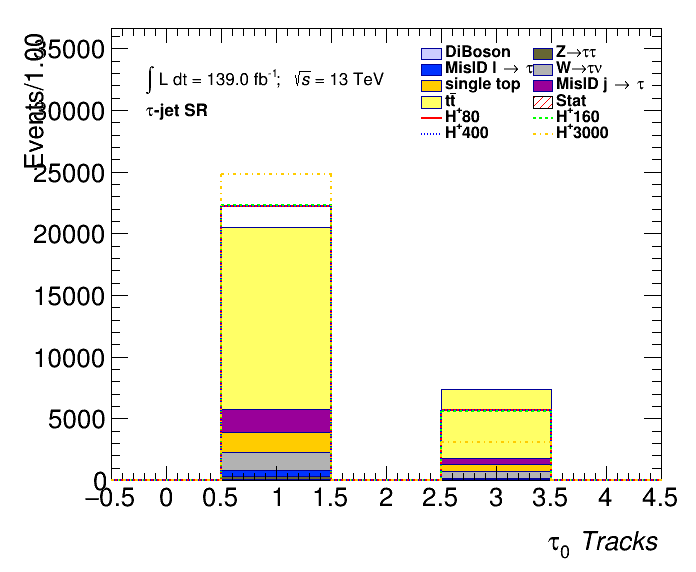 Events/1.00
35000
30000
25000
20000
15000
10000
5000
0
∫ L dt = 139.0 fb⁻¹; √s = 13 TeV
τ-jet SR
DiBoson
Z→ττ
MisID l → τ
W→τν
single top
MisID j → τ
tt̄
Stat
H⁺80
H⁺160
H⁺400
H⁺3000
−0.5 0 0.5 1 1.5 2 2.5 3 3.5 4 4.5
τ₀ Tracks